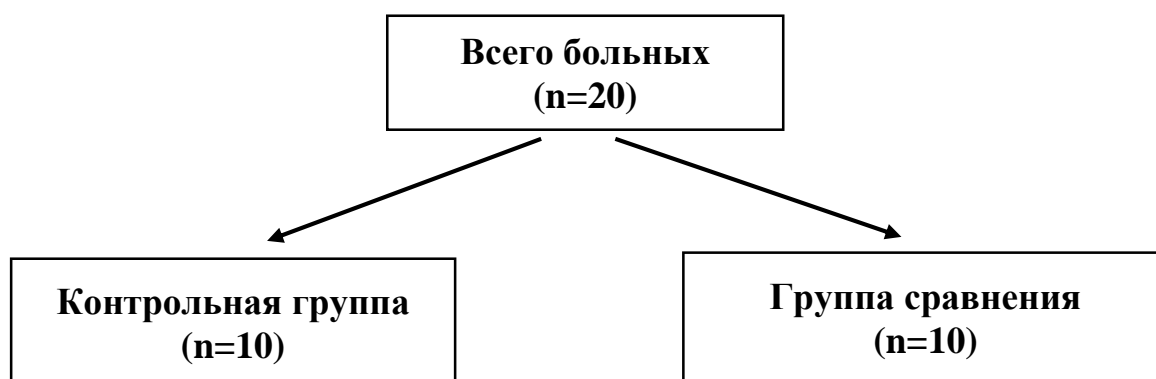 Всего больных
(n=20)
Контрольная группа
(n=10)
Группа сравнения
(n=10)